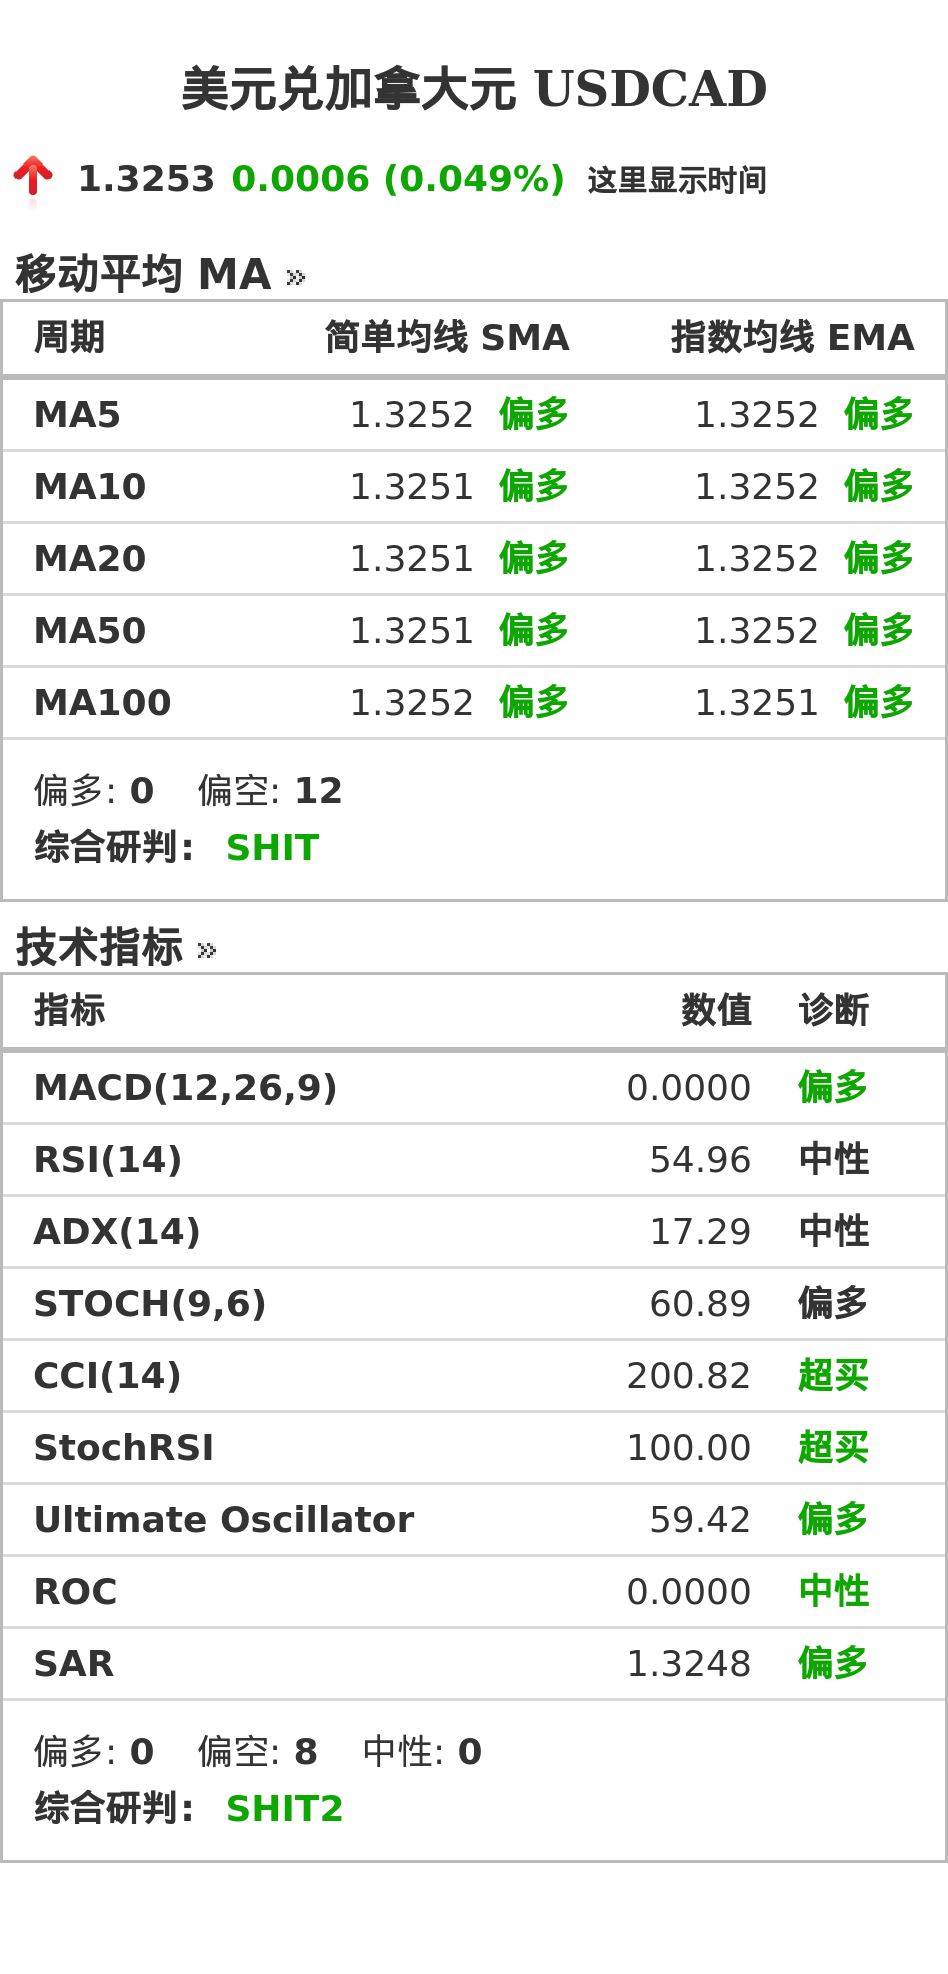 美元兑加拿大元 USDCAD
1.3253 0.0006 (0.049%) 这里显示时间
移动平均 MA »
周期 简单均线 SMA 指数均线 EMA
MA5 1.3252 偏多 1.3252 偏多
MA10 1.3251 偏多 1.3252 偏多
MA20 1.3251 偏多 1.3252 偏多
MA50 1.3251 偏多 1.3252 偏多
MA100 1.3252 偏多 1.3251 偏多
偏多: 0 偏空: 12
综合研判: SHIT
技术指标 »
指标 数值 诊断
MACD(12,26,9) 0.0000 偏多
RSI(14) 54.96 中性
ADX(14) 17.29 中性
STOCH(9,6) 60.89 偏多
CCI(14) 200.82 超买
StochRSI 100.00 超买
Ultimate Oscillator 59.42 偏多
ROC 0.0000 中性
SAR 1.3248 偏多
偏多: 0 偏空: 8 中性: 0
综合研判: SHIT2